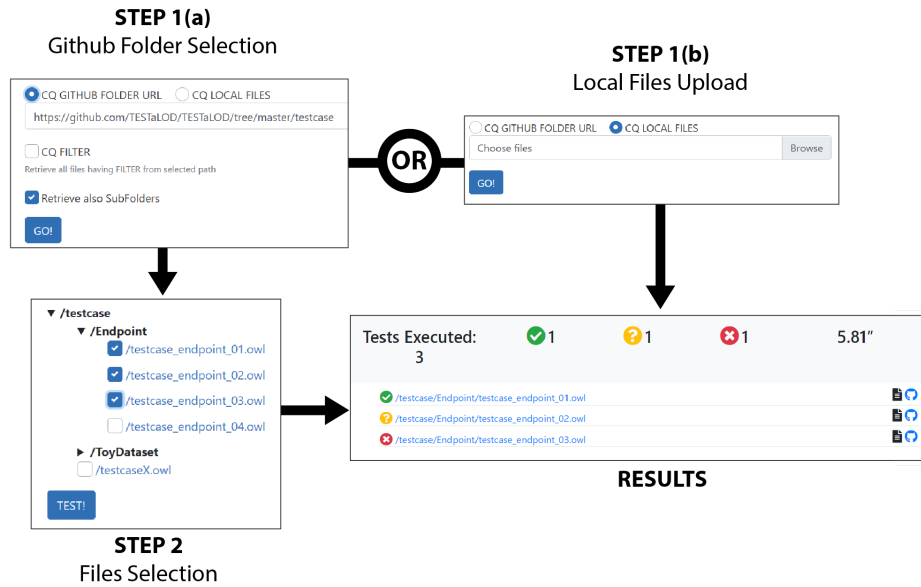 STEP 1(a)
Github Folder Selection
CQ GITHUB FOLDER URL CQ LOCAL FILES
https://github.com/TESTaLOD/TESTaLOD/tree/master/testcase
CQ FILTER
Retrieve all files having FILTER from selected path
Retrieve also SubFolders
GO!
OR
STEP 1(b)
Local Files Upload
CQ GITHUB FOLDER URL CQ LOCAL FILES
Choose files Browse
GO!
/testcase
/Endpoint
/testcase_endpoint_01.owl
/testcase_endpoint_02.owl
/testcase_endpoint_03.owl
/testcase_endpoint_04.owl
/ToyDataset
/testcaseX.owl
TEST!
STEP 2
Files Selection
Tests Executed: 1 1 1 5.81”
3
/testcase/Endpoint/testcase_endpoint_01.owl
/testcase/Endpoint/testcase_endpoint_02.owl
/testcase/Endpoint/testcase_endpoint_03.owl
RESULTS